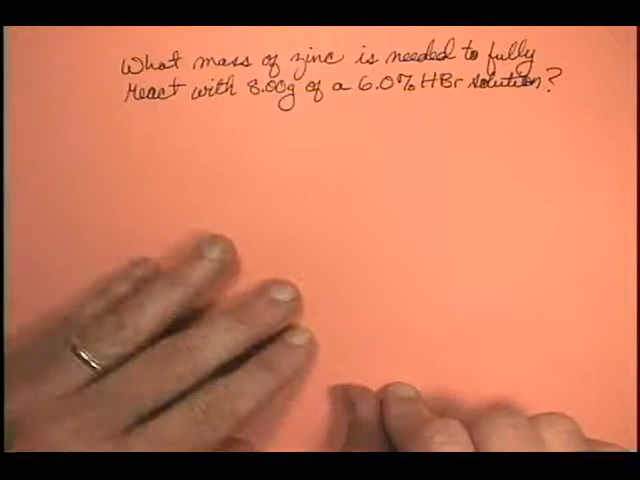 What mass of zinc is needed to fully
react with 8.00g of a 6.0% HBr solution?